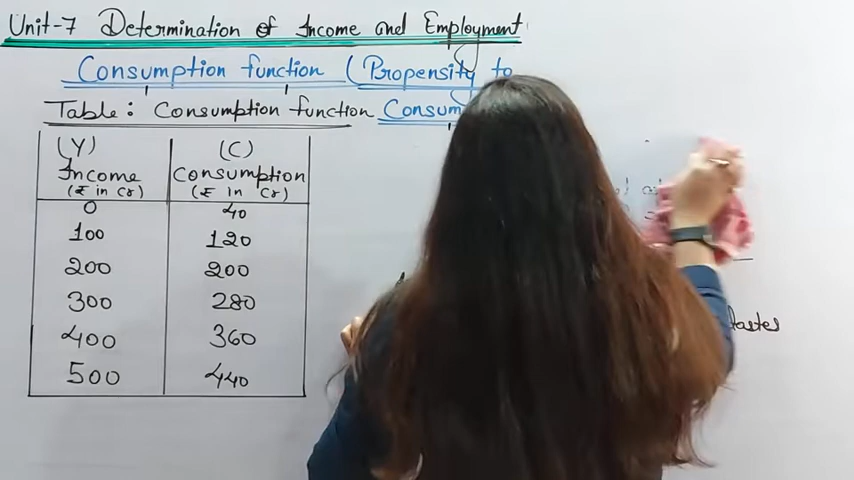 Unit-7 Determination of Income and Employment
Consumption function (Propensity to
Table: Consumption function Consum
(Y) (C)
Income Consumption
(₹ in Cr) (₹ in Cr)
0 40
100 120
200 200
300 280
400 360
500 440